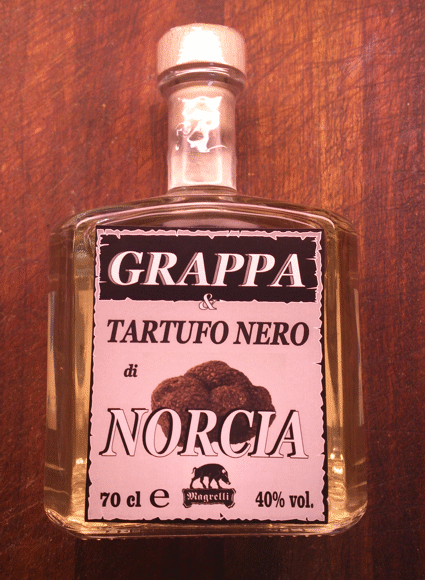 GRAPPA
&
TARTUFO NERO
di
NORCIA
70 cl e Magrelli 40% vol.